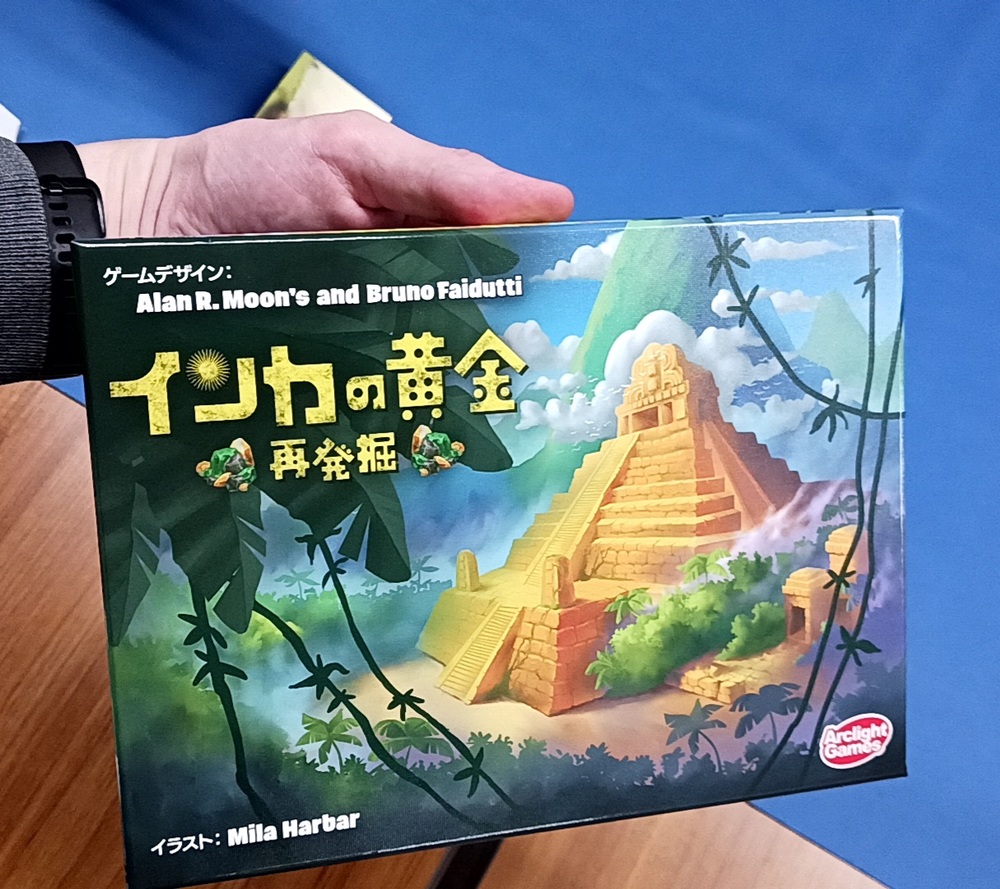 ゲームデザイン：
Alan R. Moon's and Bruno Faidutti
インカの黄金
再発掘
Arclight
Games
イラスト：Mila Harbar